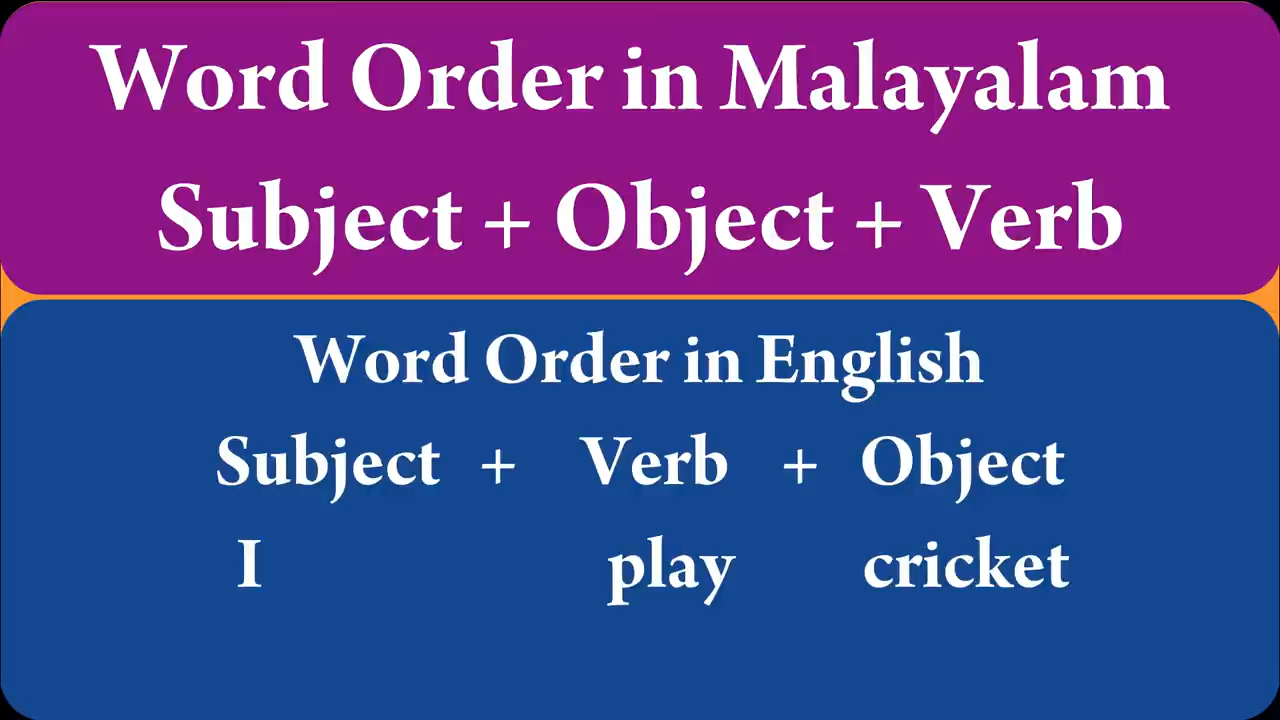 Word Order in Malayalam
Subject + Object + Verb
Word Order in English
Subject + Verb + Object
I play cricket